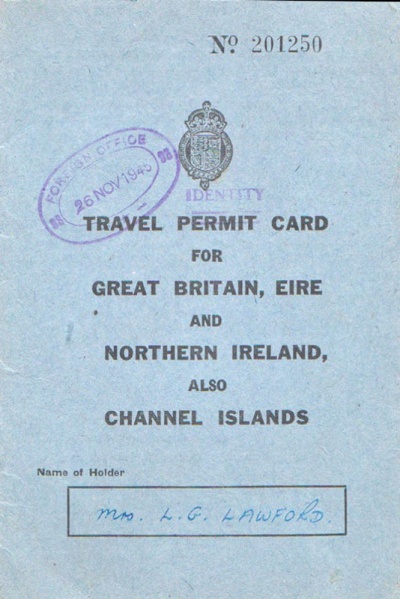 Nº 201250
FOREIGN OFFICE
26 NOV 1945
IDENTITY
TRAVEL PERMIT CARD
FOR
GREAT BRITAIN, EIRE
AND
NORTHERN IRELAND,
ALSO
CHANNEL ISLANDS
Name of Holder
Mrs. L.G. LAWFORD.